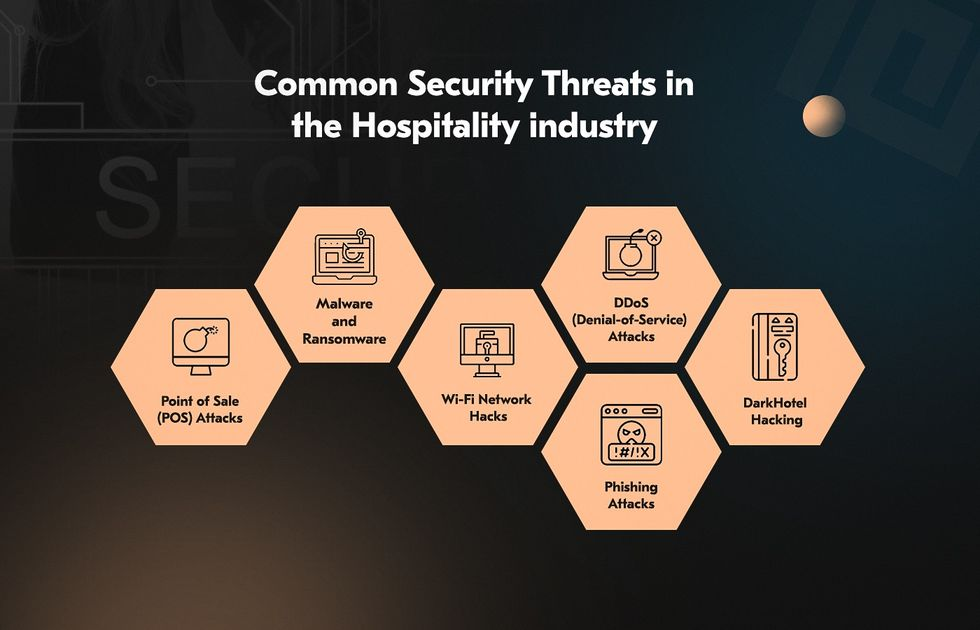 Common Security Threats in
the Hospitality industry
SECU
Point of Sale
(POS) Attacks
Malware
and
Ransomware
Wi-Fi Network
Hacks
DDoS
(Denial-of-Service)
Attacks
!#/!X
Phishing
Attacks
DarkHotel
Hacking